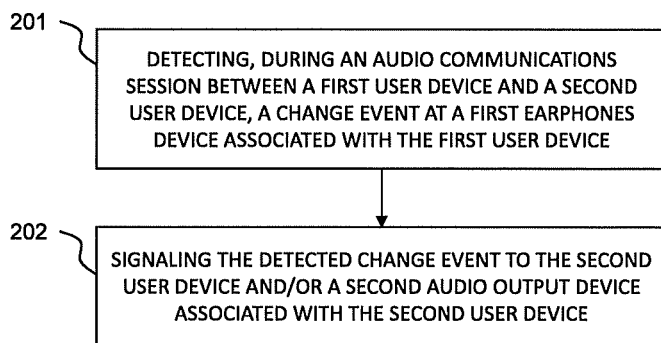 201
DETECTING, DURING AN AUDIO COMMUNICATIONS
SESSION BETWEEN A FIRST USER DEVICE AND A SECOND
USER DEVICE, A CHANGE EVENT AT A FIRST EARPHONES
DEVICE ASSOCIATED WITH THE FIRST USER DEVICE
202
SIGNALING THE DETECTED CHANGE EVENT TO THE SECOND
USER DEVICE AND/OR A SECOND AUDIO OUTPUT DEVICE
ASSOCIATED WITH THE SECOND USER DEVICE